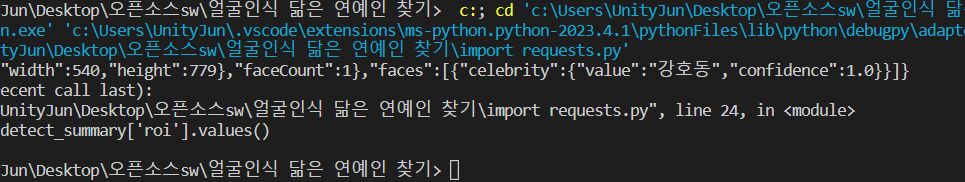 Jun\Desktop\오픈소스sw\얼굴인식 닮은 연예인 찾기>  c:; cd 'c:\Users\UnityJun\Desktop\오픈소스sw\얼굴인식 닮
n.exe' 'c:\Users\UnityJun\.vscode\extensions\ms-python.python-2023.4.1\pythonFiles\lib\python\debugpy\adapt
tyJun\Desktop\오픈소스sw\얼굴인식 닮은 연예인 찾기\import requests.py'
"width":540,"height":779},"faceCount":1},"faces":[{"celebrity":{"value":"강호동","confidence":1.0}}]}
ecent call last):
UnityJun\Desktop\오픈소스sw\얼굴인식 닮은 연예인 찾기\import requests.py", line 24, in <module>
detect_summary['roi'].values()
Jun\Desktop\오픈소스sw\얼굴인식 닮은 연예인 찾기>